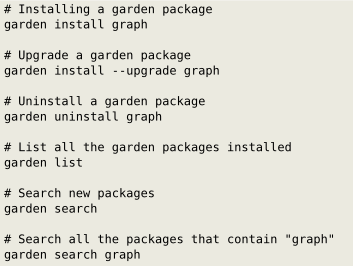 # Installing a garden package
garden install graph
# Upgrade a garden package
garden install --upgrade graph
# Uninstall a garden package
garden uninstall graph
# List all the garden packages installed
garden list
# Search new packages
garden search
# Search all the packages that contain "graph"
garden search graph